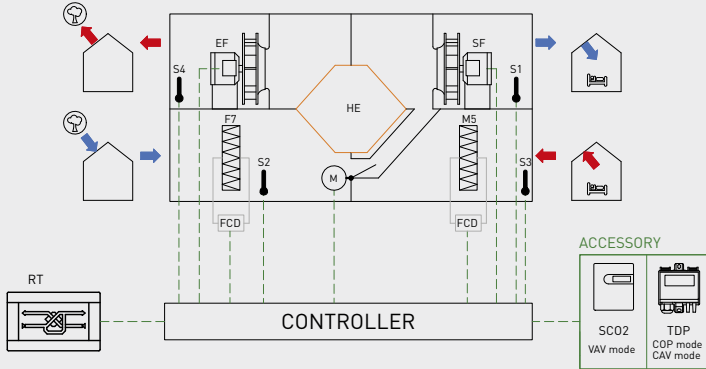 EF
SF
S4
S1
HE
F7
M5
S2
S3
M
FCD
FCD
ACCESSORY
RT
CONTROLLER
SCO2
VAV mode
TDP
COP mode
CAV mode